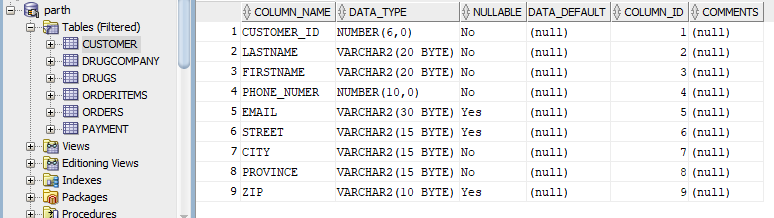 parth
Tables (Filtered)
CUSTOMER
DRUGCOMPANY
DRUGS
ORDERITEMS
ORDERS
PAYMENT
Views
Editioning Views
Indexes
Packages
Procedures
COLUMN_NAME DATA_TYPE NULLABLE DATA_DEFAULT COLUMN_ID COMMENTS
1 CUSTOMER_ID NUMBER(6,0) No (null) 1 (null)
2 LASTNAME VARCHAR2(20 BYTE) No (null) 2 (null)
3 FIRSTNAME VARCHAR2(20 BYTE) No (null) 3 (null)
4 PHONE_NUMER NUMBER(10,0) No (null) 4 (null)
5 EMAIL VARCHAR2(30 BYTE) Yes (null) 5 (null)
6 STREET VARCHAR2(15 BYTE) Yes (null) 6 (null)
7 CITY VARCHAR2(15 BYTE) No (null) 7 (null)
8 PROVINCE VARCHAR2(15 BYTE) No (null) 8 (null)
9 ZIP VARCHAR2(10 BYTE) Yes (null) 9 (null)